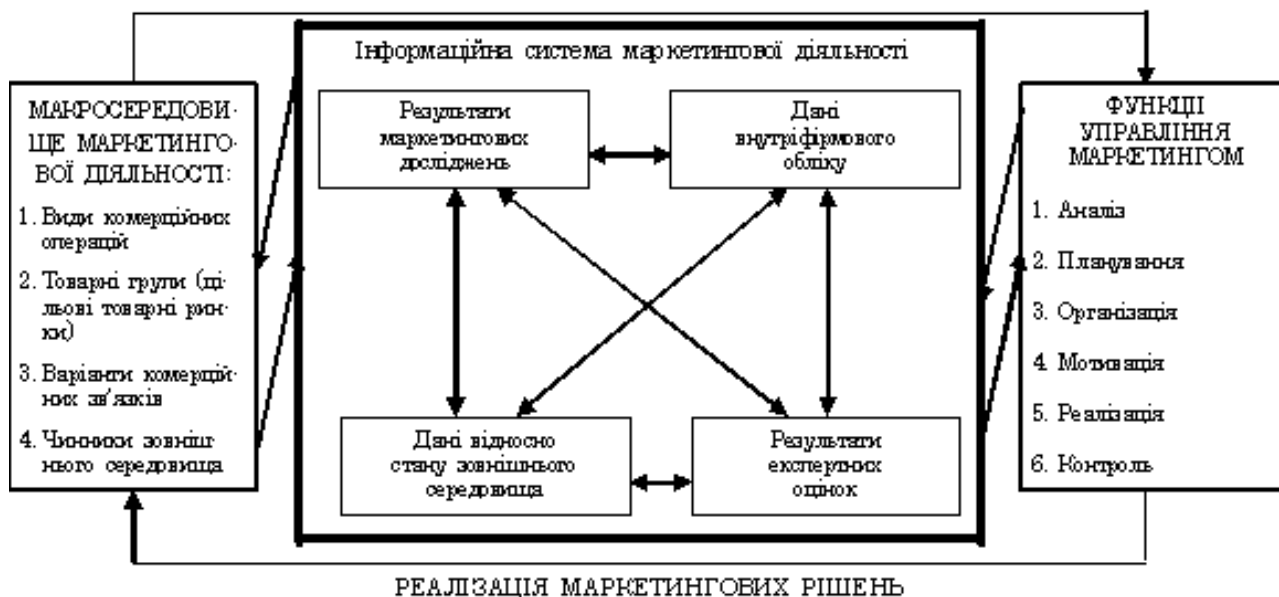 Інформаційна система маркетингової діяльності
МАКРОСЕРЕДОВИ-
ЩЕ МАРКЕТИНГО-
ВОЇ ДІЯЛЬНОСТІ:
1. Види комерційних
операцій
2. Товарні групи (ці-
льові товарні рин-
ки)
3. Варіанти комерцій-
них зв'язків
4. Чинники зовніш-
нього середовища
Результати
маркетингових
досліджень
Дані
внутріфірмового
обліку
Дані відносно
стану зовнішнього
середовища
Результати
експертних
оцінок
ФУНКЦІЇ
УПРАВЛІННЯ
МАРКЕТИНГОМ
1. Аналіз
2. Планування
3. Організація
4. Мотивація
5. Реалізація
6. Контроль
РЕАЛІЗАЦІЯ МАРКЕТИНГОВИХ РІШЕНЬ